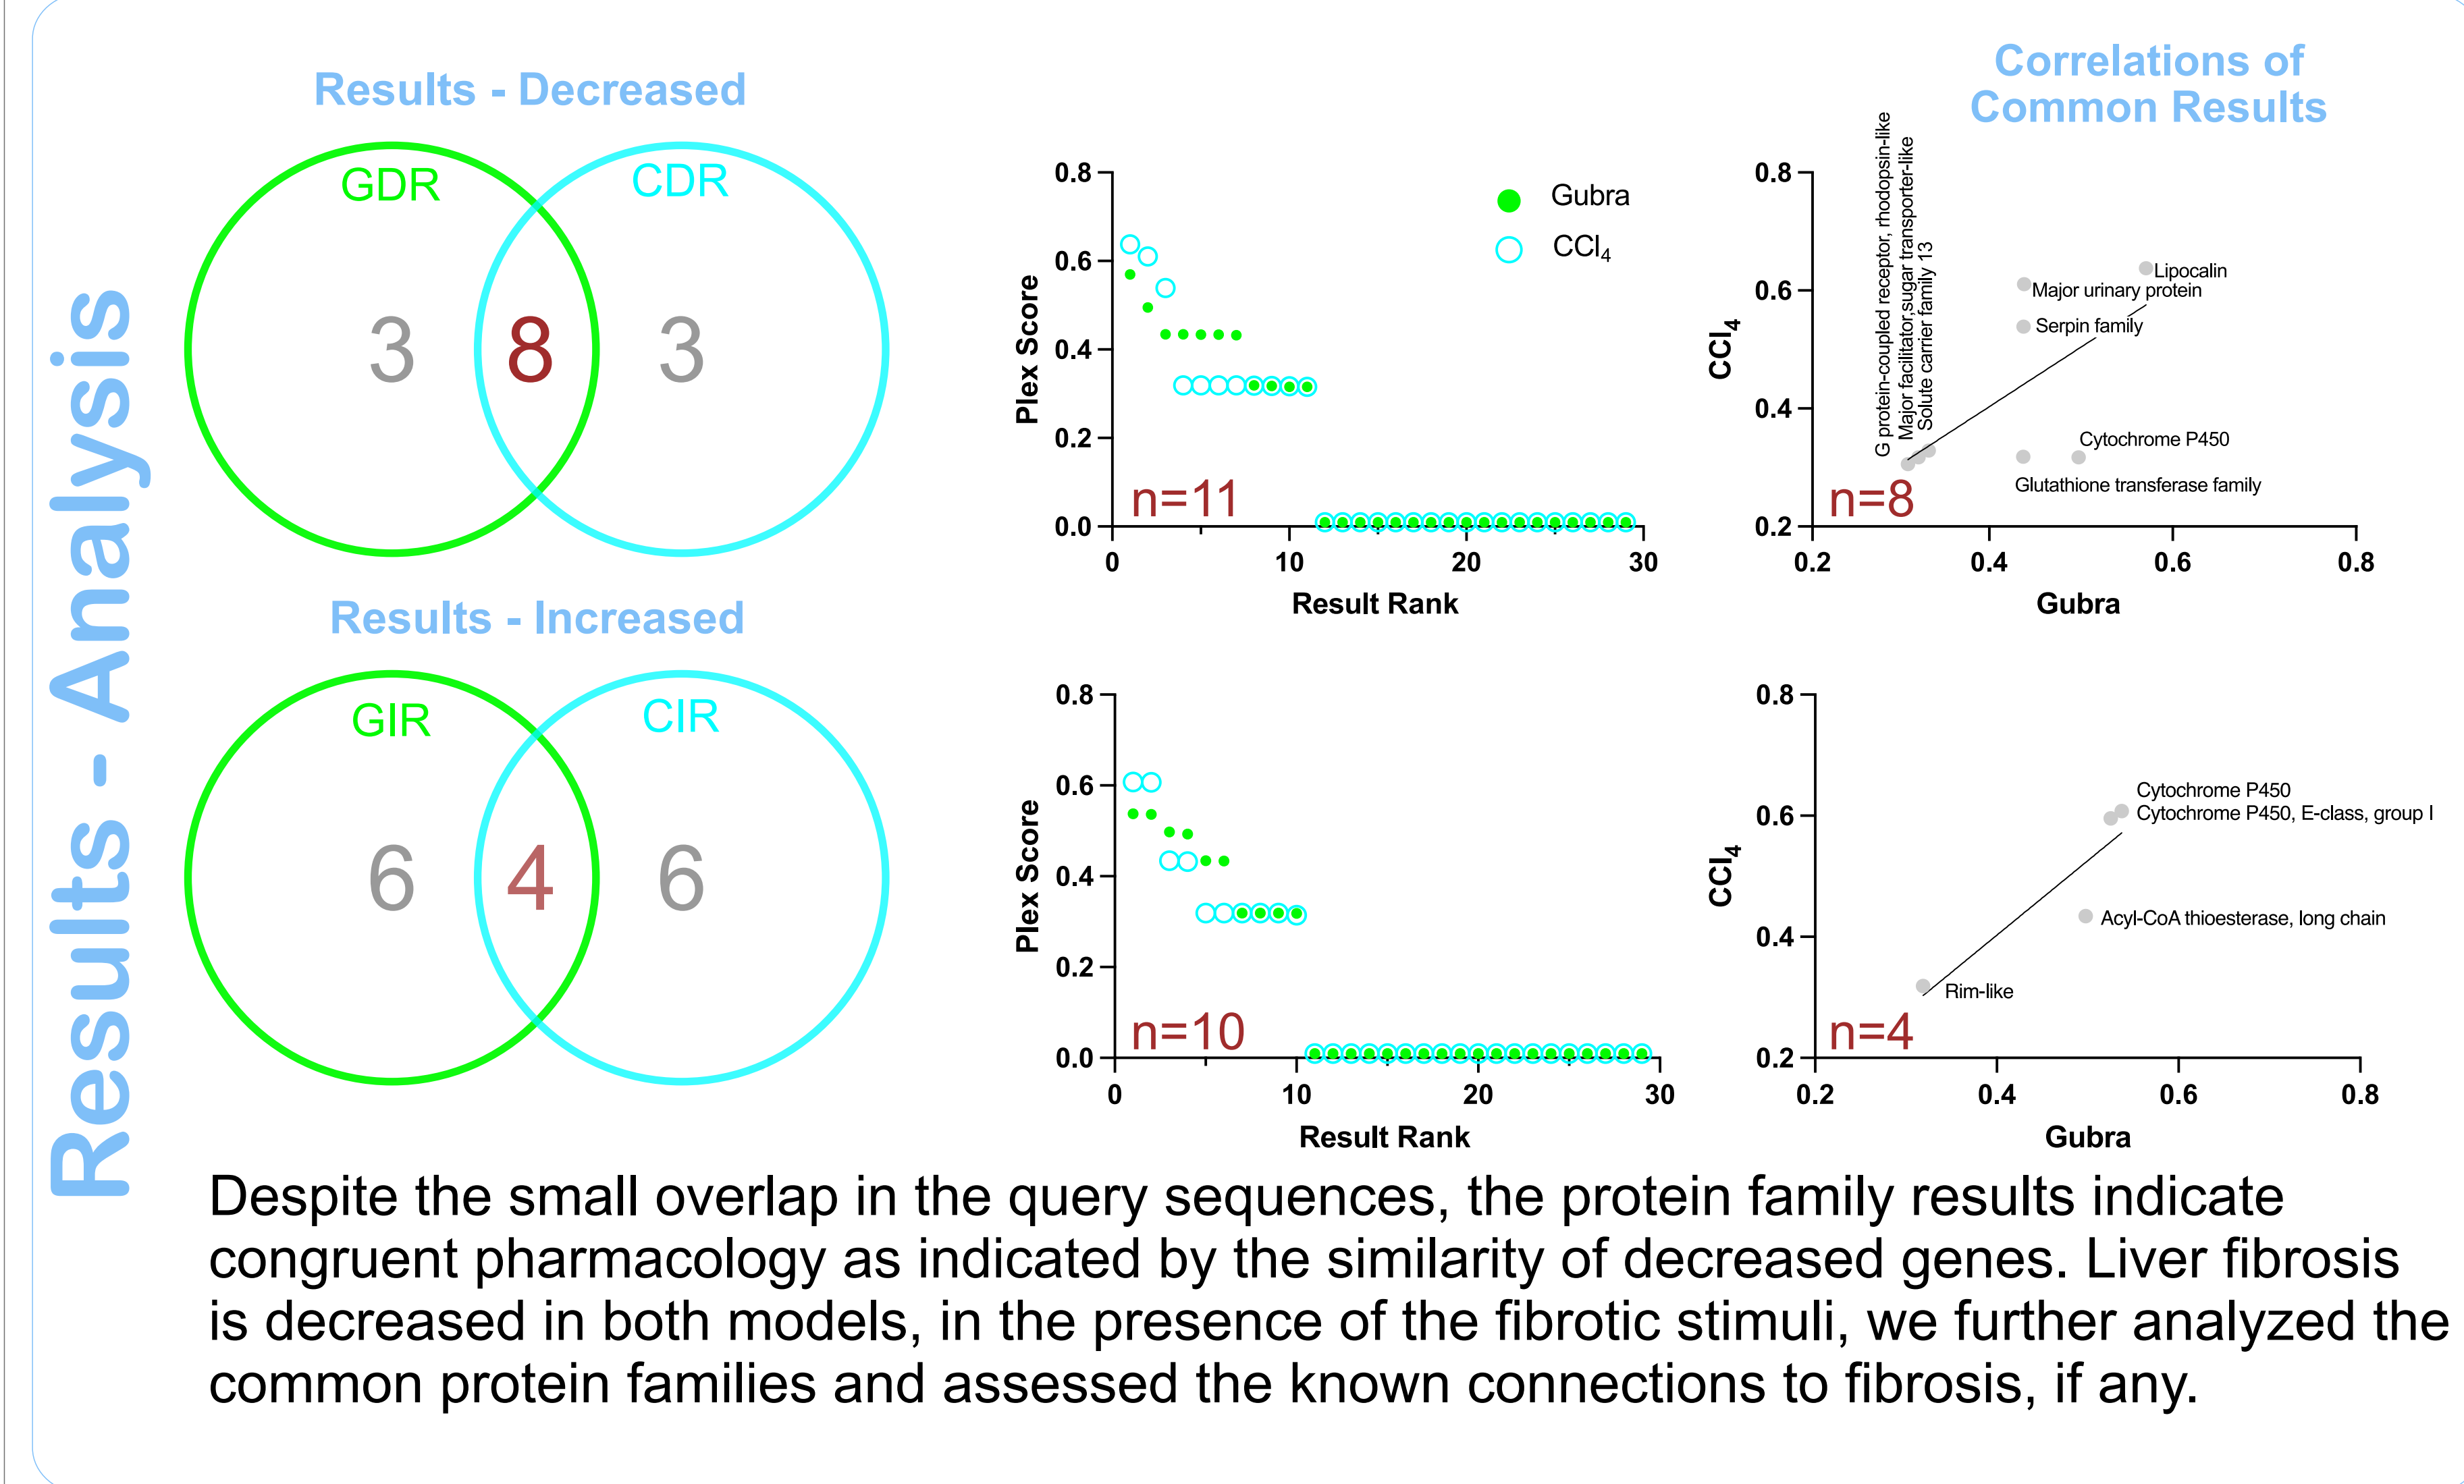 Results - Analysis
Results - Decreased
GDR
CDR
3
8
3
Results - Increased
GIR
CIR
6
4
6
0.8
0.6
0.4
0.2
0.0
Plex Score
Gubra
CCl4
n=11
0
10
20
30
Result Rank
Correlations of
Common Results
0.8
0.6
0.4
0.2
CCl4
G protein-coupled receptor, rhodopsin-like
Major facilitator,sugar transporter-like
Solute carrier family 13
Lipocalin
Major urinary protein
Serpin family
Cytochrome P450
Glutathione transferase family
n=8
0.2
0.4
0.6
0.8
Gubra
0.8
0.6
0.4
0.2
0.0
Plex Score
n=10
0
10
20
30
Result Rank
0.8
0.6
0.4
0.2
CCl4
Cytochrome P450
Cytochrome P450, E-class, group I
Acyl-CoA thioesterase, long chain
Rim-like
n=4
0.2
0.4
0.6
0.8
Gubra
Despite the small overlap in the query sequences, the protein family results indicate
congruent pharmacology as indicated by the similarity of decreased genes. Liver fibrosis
is decreased in both models, in the presence of the fibrotic stimuli, we further analyzed the
common protein families and assessed the known connections to fibrosis, if any.